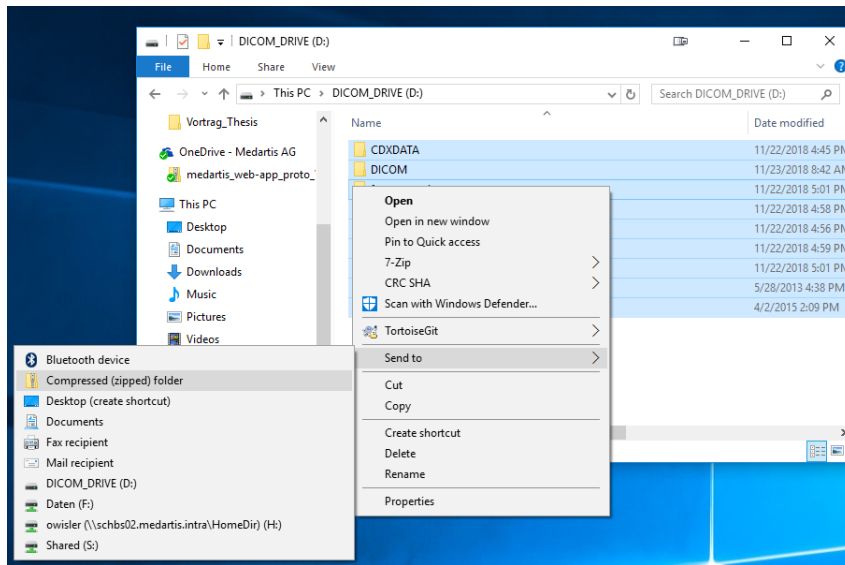 DICOM_DRIVE (D:)
File Home Share View
This PC > DICOM_DRIVE (D:)
Search DICOM_DRIVE (D:)
Vortrag_Thesis
OneDrive - Medartis AG
medartis_web-app_proto_
This PC
Desktop
Documents
Downloads
Music
Pictures
Videos
Name Date modified
CDXDATA 11/22/2018 4:45 PM
DICOM 11/23/2018 8:42 AM
11/22/2018 5:01 PM
11/22/2018 4:58 PM
11/22/2018 4:56 PM
11/22/2018 4:59 PM
11/22/2018 5:01 PM
5/28/2013 4:38 PM
4/2/2015 2:09 PM
Open
Open in new window
Pin to Quick access
7-Zip
CRC SHA
Scan with Windows Defender...
TortoiseGit
Send to
Cut
Copy
Create shortcut
Delete
Rename
Properties
Bluetooth device
Compressed (zipped) folder
Desktop (create shortcut)
Documents
Fax recipient
Mail recipient
DICOM_DRIVE (D:)
Daten (F:)
owisler (\\schbs02.medartis.intra\HomeDir) (H:)
Shared (S:)